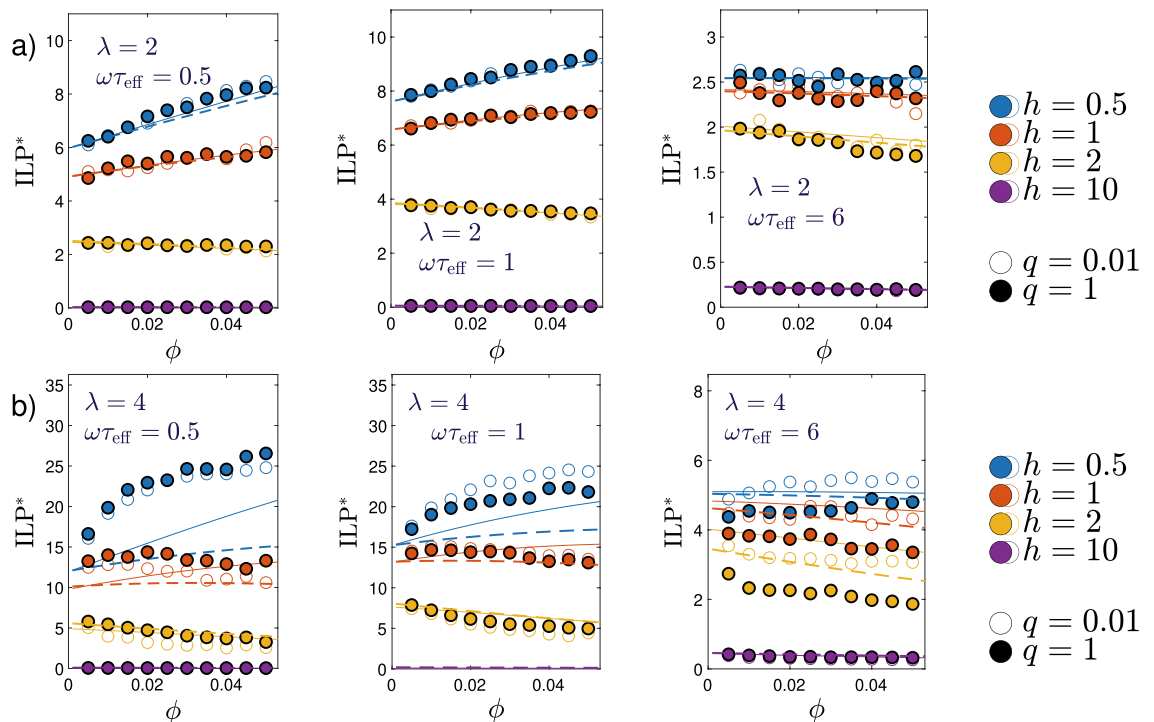 a)
λ = 2
ωτeff = 0.5
ILP*
10
8
6
4
2
0
0 0.02 0.04
ϕ
λ = 2
ωτeff = 1
ILP*
10
8
6
4
2
0
0 0.02 0.04
ϕ
λ = 2
ωτeff = 6
ILP*
3
2.5
2
1.5
1
0.5
0
0 0.02 0.04
ϕ
h = 0.5
h = 1
h = 2
h = 10
q = 0.01
q = 1
b)
λ = 4
ωτeff = 0.5
ILP*
35
30
25
20
15
10
5
0
0 0.02 0.04
ϕ
λ = 4
ωτeff = 1
ILP*
35
30
25
20
15
10
5
0
0 0.02 0.04
ϕ
λ = 4
ωτeff = 6
ILP*
8
6
4
2
0
0 0.02 0.04
ϕ
h = 0.5
h = 1
h = 2
h = 10
q = 0.01
q = 1